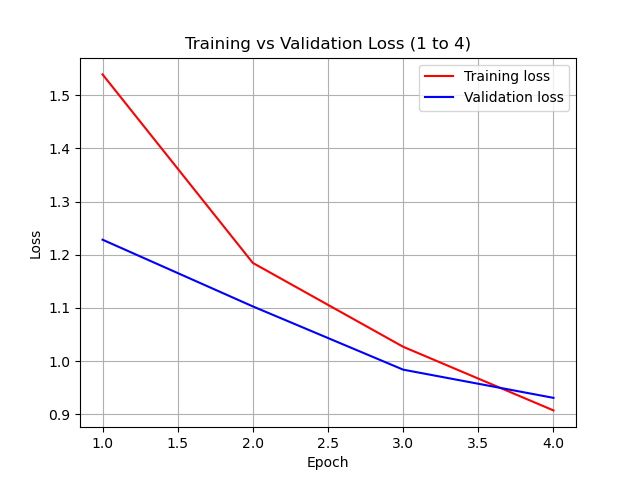 Training vs Validation Loss (1 to 4)
Training loss
Validation loss
1.5
1.4
1.3
1.2
1.1
1.0
0.9
Loss
1.0 1.5 2.0 2.5 3.0 3.5 4.0
Epoch